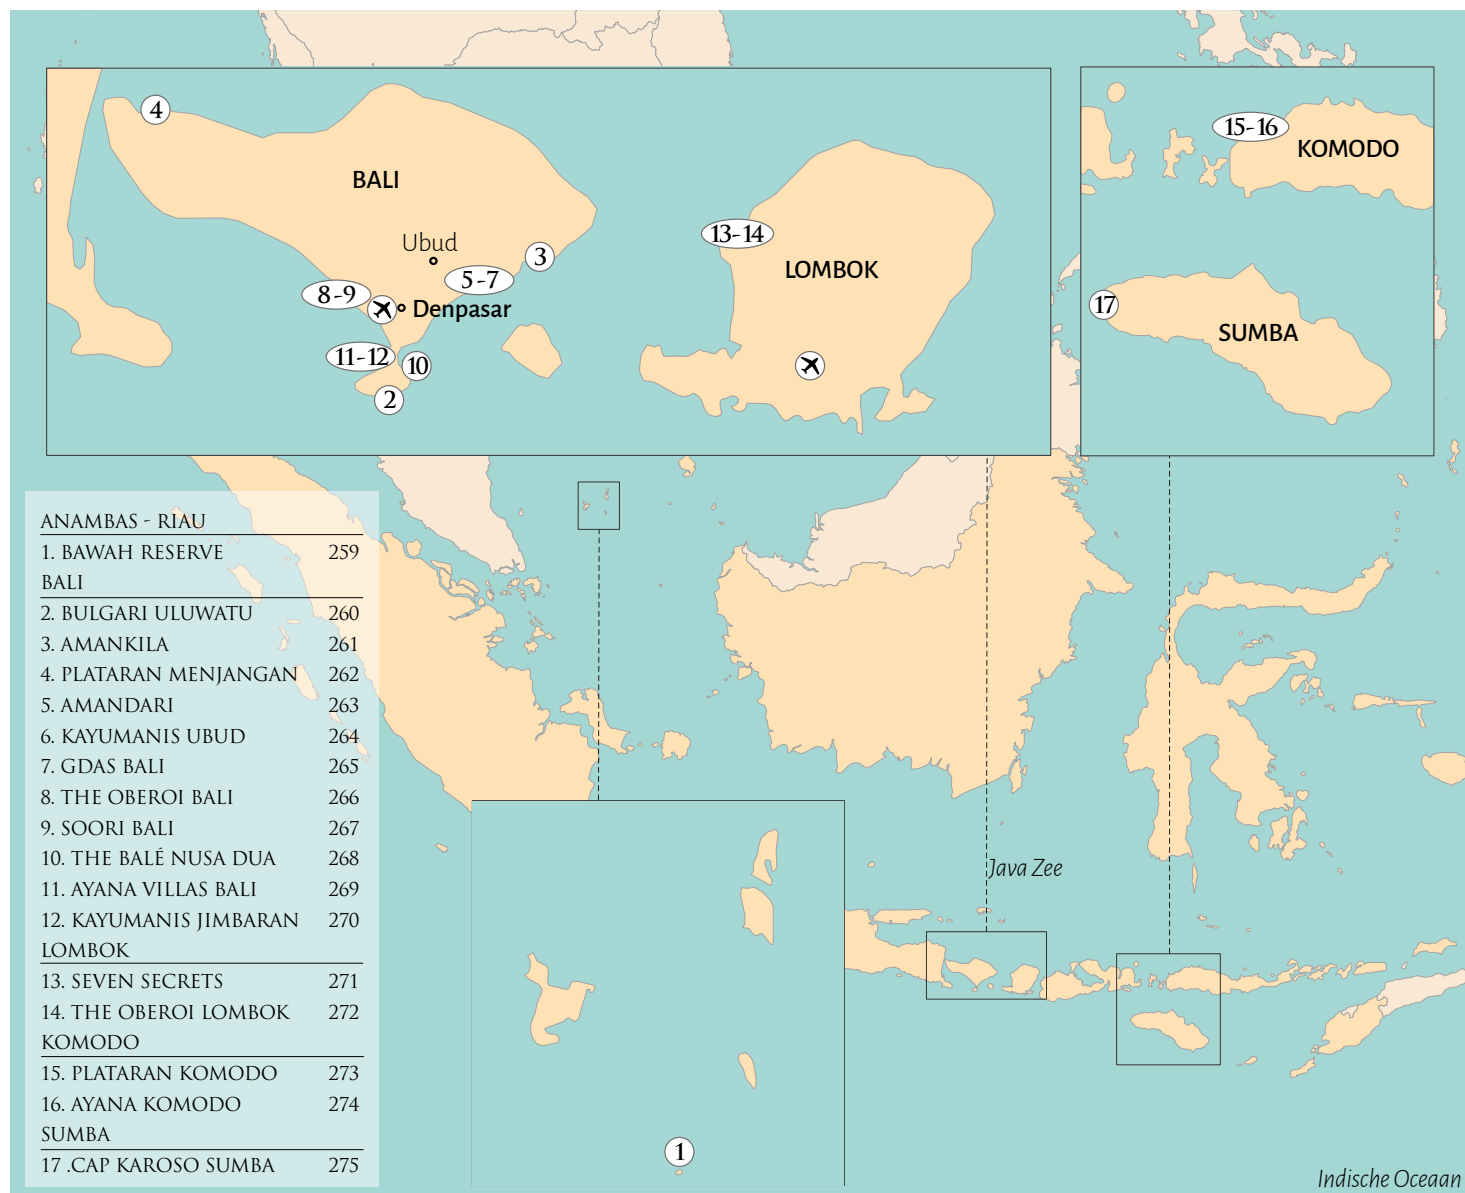 4
BALI
Ubud
3
5-7
8-9
Denpasar
11-12
10
2
13-14
LOMBOK
15-16
KOMODO
17
SUMBA
ANAMBAS - RIAU
1. BAWAH RESERVE 259
BALI
2. BULGARI ULUWATU 260
3. AMANKILA 261
4. PLATARAN MENJANGAN 262
5. AMANDARI 263
6. KAYUMANIS UBUD 264
7. GDAS BALI 265
8. THE OBEROI BALI 266
9. SOORI BALI 267
10. THE BALÉ NUSA DUA 268
11. AYANA VILLAS BALI 269
12. KAYUMANIS JIMBARAN 270
LOMBOK
13. SEVEN SECRETS 271
14. THE OBEROI LOMBOK 272
KOMODO
15. PLATARAN KOMODO 273
16. AYANA KOMODO 274
SUMBA
17 .CAP KAROSO SUMBA 275
Java Zee
1
Indische Oceaan